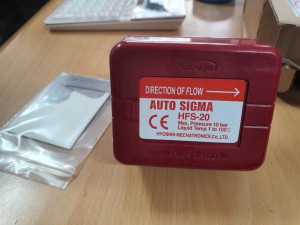 DIRECTION OF FLOW
AUTO SIGMA
CE
HFS-20
Max. Pressure 10 bar
Liquid Temp 1 to 100℃
HYOSHIN MECHATRONICS Co.,LTD.